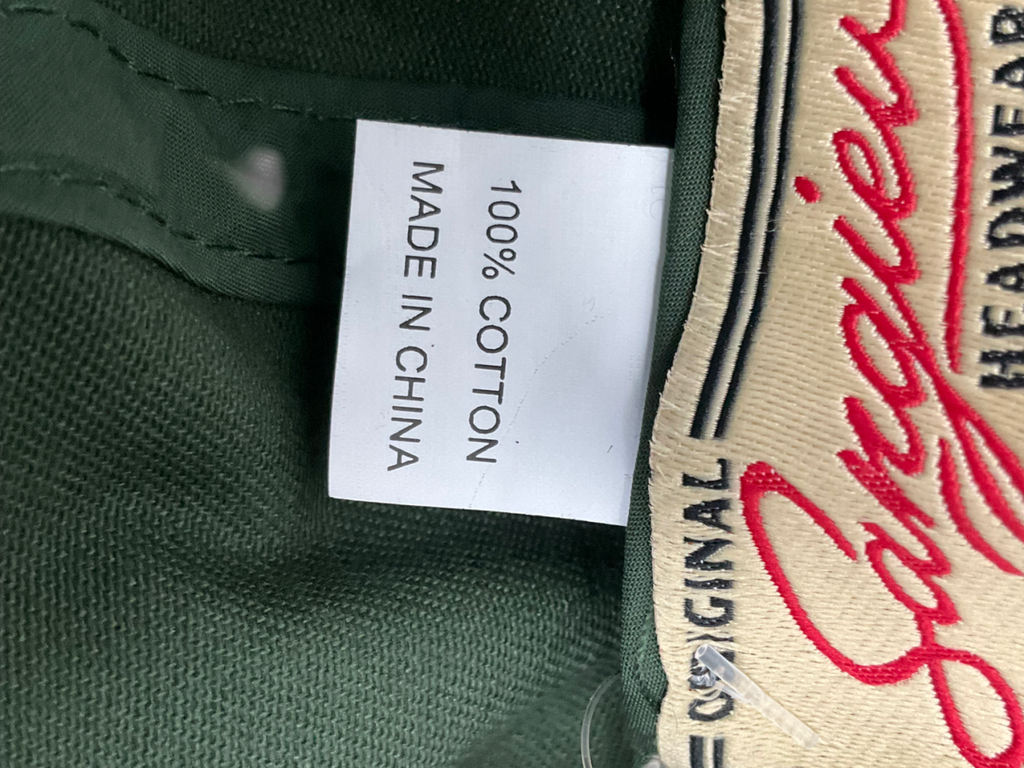 100% COTTON
MADE IN CHINA
ORIGINAL
HEADWEAR